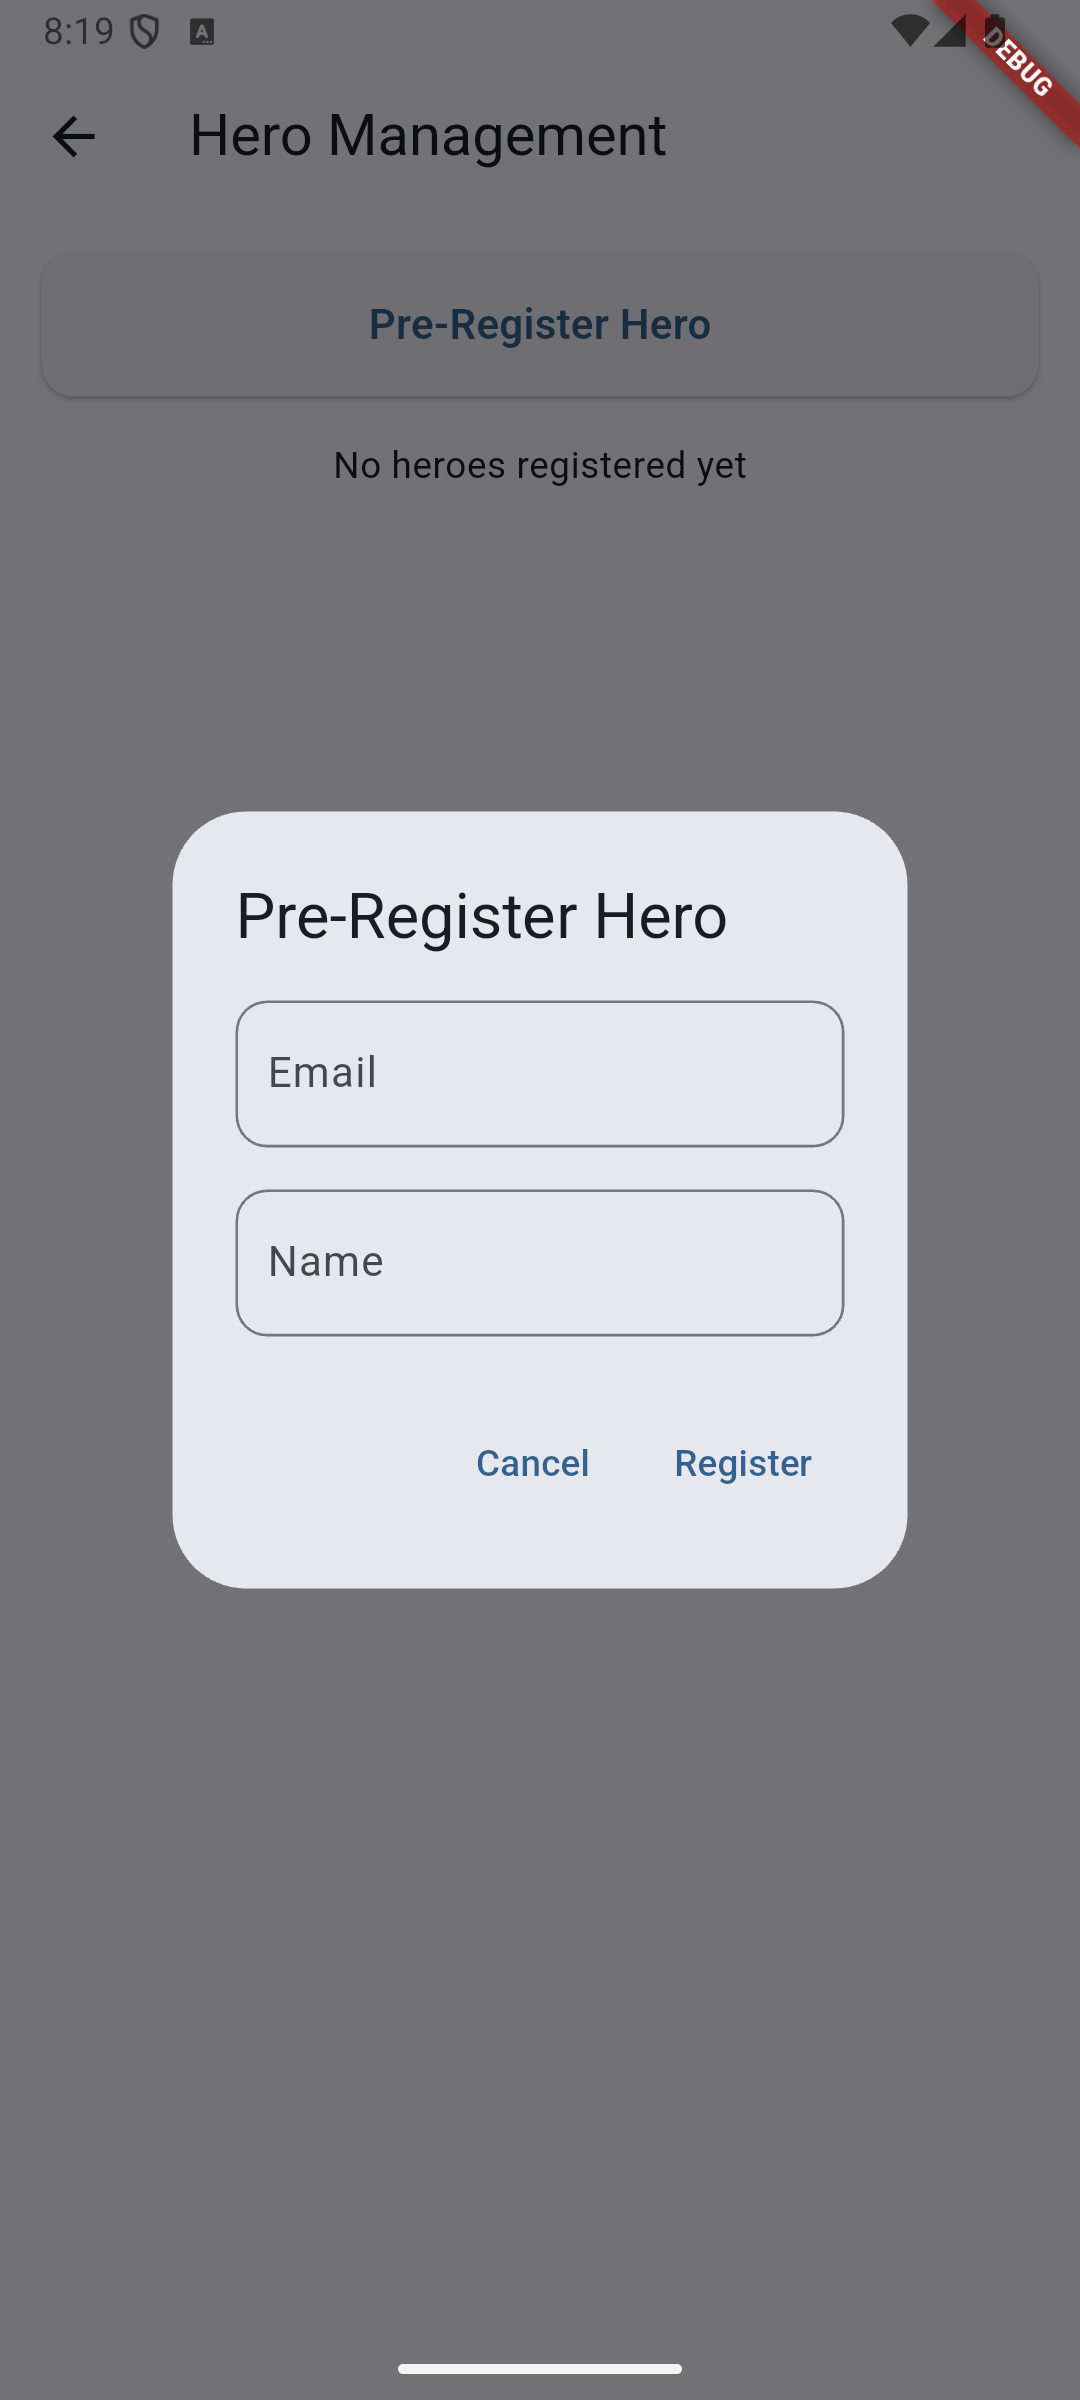 8:19
DEBUG
Hero Management
Pre-Register Hero
No heroes registered yet
Pre-Register Hero
Email
Name
Cancel Register